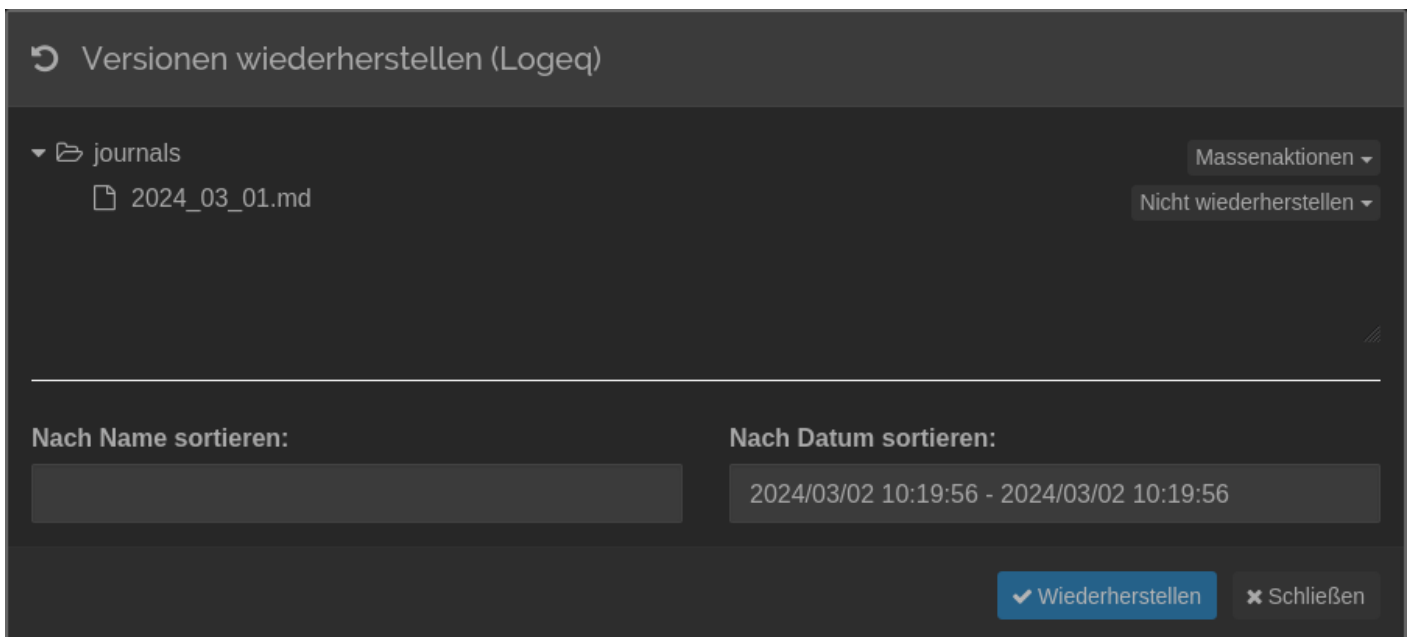 Versionen wiederherstellen (Logeq)
journals
Massenaktionen
2024_03_01.md
Nicht wiederherstellen
Nach Name sortieren:
Nach Datum sortieren:
2024/03/02 10:19:56 - 2024/03/02 10:19:56
Wiederherstellen
Schließen